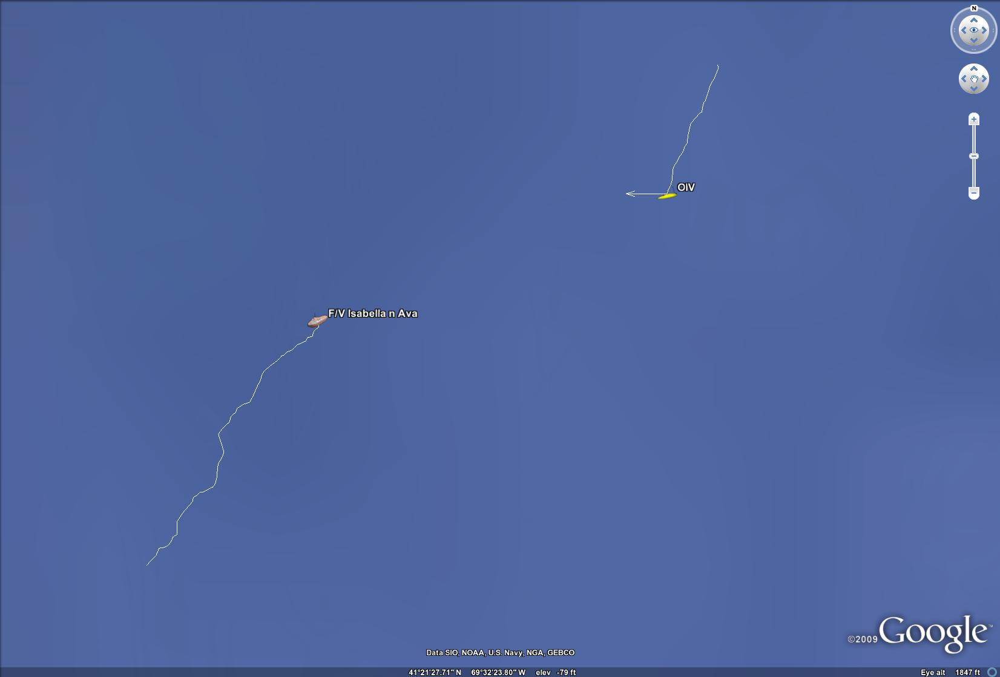 N
OIV
F/V Isabella n Ava
©2009 Google™
Data SIO, NOAA, U.S. Navy, NGA, GEBCO
41°21'27.71" N 69°32'23.80" W elev -79 ft Eye alt 1847 ft